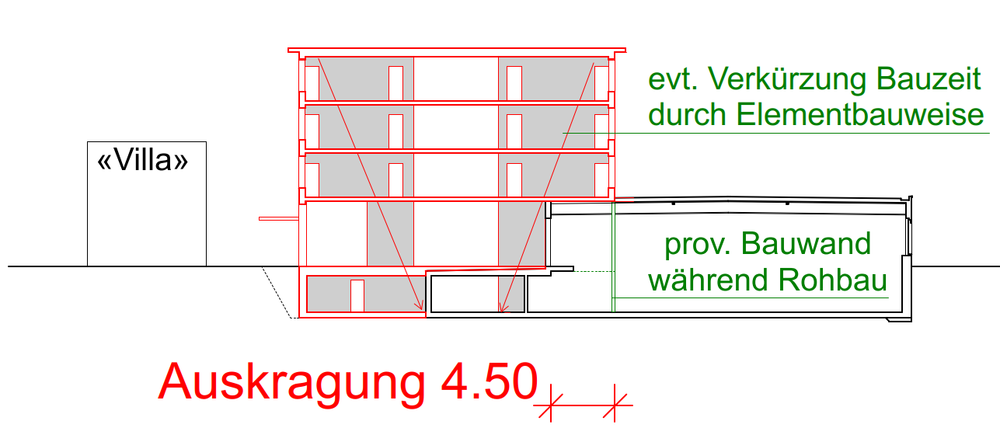 evt. Verkürzung Bauzeit
durch Elementbauweise
«Villa»
prov. Bauwand
während Rohbau
Auskragung 4.50